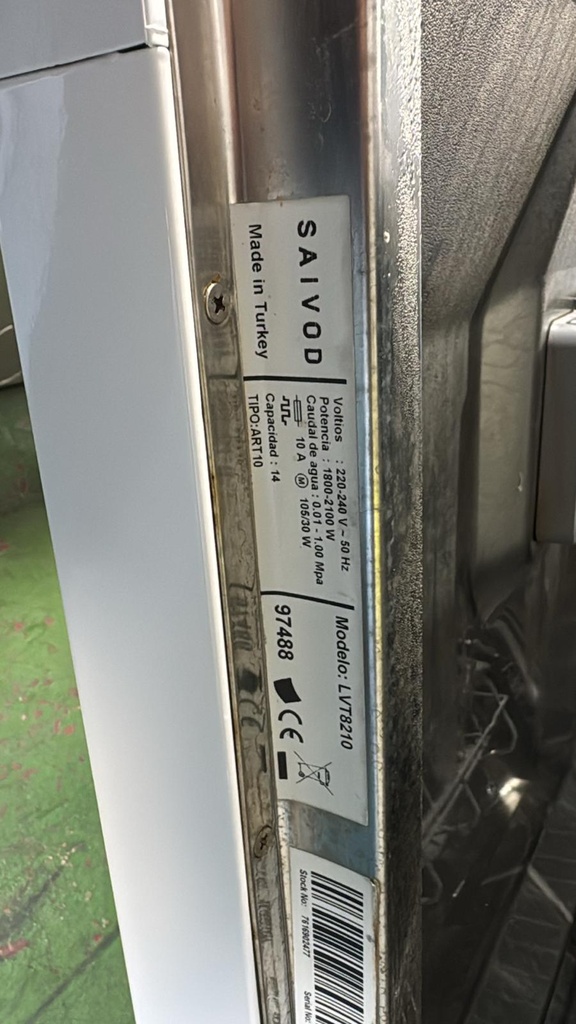 SAIVOD
Made in Turkey
Voltios : 220-240 V ~ 50 Hz
Potencia : 1800-2100 W
Caudal de agua : 0.01 - 1.00 Mpa
10 A M 105/30 W
Capacidad : 14
TIPO:ART10
Modelo: LVT8210
97488
CE
Stock No: 7616902477
Serial No: